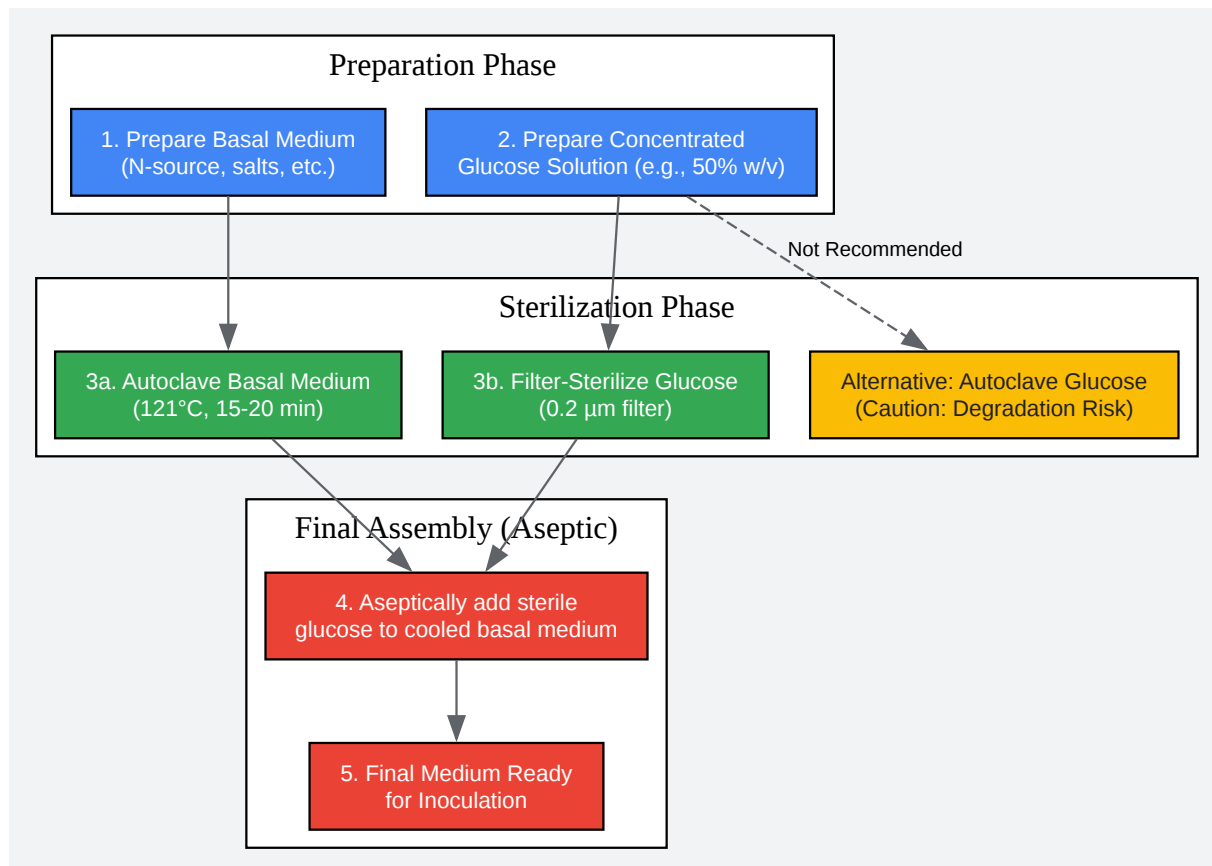 Preparation Phase
1. Prepare Basal Medium
(N-source, salts, etc.)
2. Prepare Concentrated
Glucose Solution (e.g., 50% w/v)
Not Recommended
Sterilization Phase
3a. Autoclave Basal Medium
(121°C, 15-20 min)
3b. Filter-Sterilize Glucose
(0.2 µm filter)
Alternative: Autoclave Glucose
(Caution: Degradation Risk)
Final Assembly (Aseptic)
4. Aseptically add sterile
glucose to cooled basal medium
5. Final Medium Ready
for Inoculation